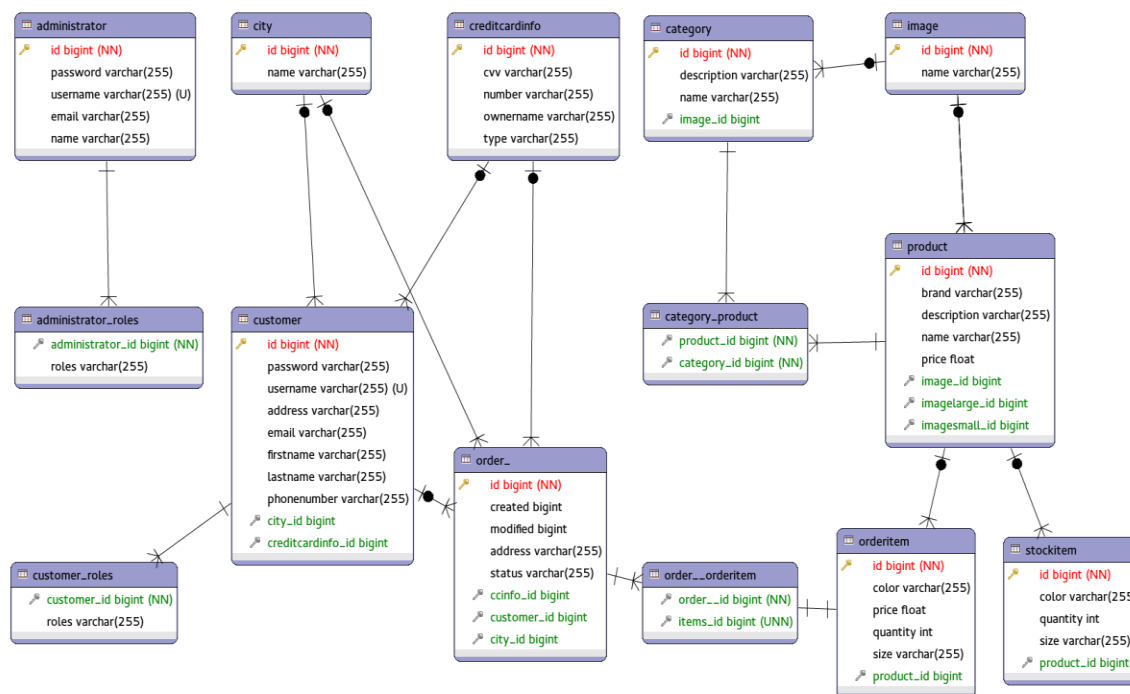 administrator
id bigint (NN)
password varchar(255)
username varchar(255) (U)
email varchar(255)
name varchar(255)
city
id bigint (NN)
name varchar(255)
creditcardinfo
id bigint (NN)
cvv varchar(255)
number varchar(255)
ownername varchar(255)
type varchar(255)
category
id bigint (NN)
description varchar(255)
name varchar(255)
image_id bigint
image
id bigint (NN)
name varchar(255)
product
id bigint (NN)
brand varchar(255)
description varchar(255)
name varchar(255)
price float
image_id bigint
imagelarge_id bigint
imagesmall_id bigint
administrator_roles
administrator_id bigint (NN)
roles varchar(255)
customer
id bigint (NN)
password varchar(255)
username varchar(255) (U)
address varchar(255)
email varchar(255)
firstname varchar(255)
lastname varchar(255)
phonenumber varchar(255)
city_id bigint
creditcardinfo_id bigint
category_product
product_id bigint (NN)
category_id bigint (NN)
order_
id bigint (NN)
created bigint
modified bigint
address varchar(255)
status varchar(255)
ccinfo_id bigint
customer_id bigint
city_id bigint
customer_roles
customer_id bigint (NN)
roles varchar(255)
order__orderitem
order__id bigint (NN)
items_id bigint (UNN)
orderitem
id bigint (NN)
color varchar(255)
price float
quantity int
size varchar(255)
product_id bigint
stockitem
id bigint (NN)
color varchar(255
quantity int
size varchar(255)
product_id bigint